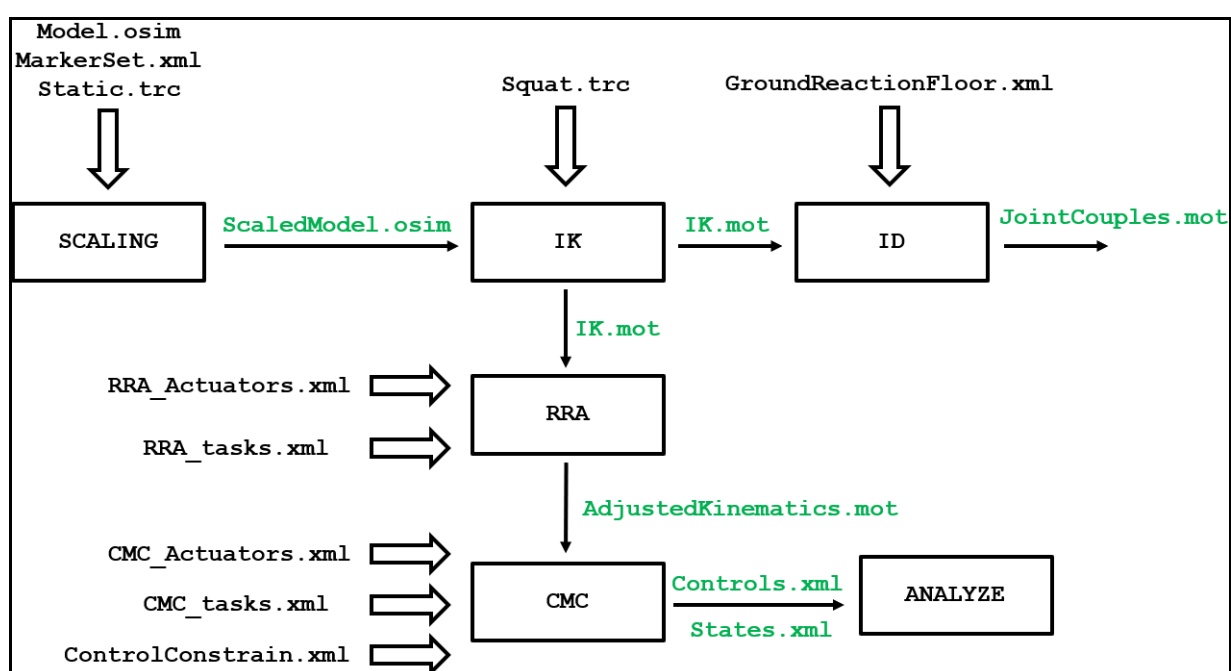 Model.osim
MarkerSet.xml
Static.trc
Squat.trc
GroundReactionFloor.xml
SCALING
ScaledModel.osim
IK
IK.mot
ID
JointCouples.mot
IK.mot
RRA_Actuators.xml
RRA
RRA_tasks.xml
AdjustedKinematics.mot
CMC_Actuators.xml
CMC_tasks.xml
ControlConstrain.xml
CMC
Controls.xml
States.xml
ANALYZE